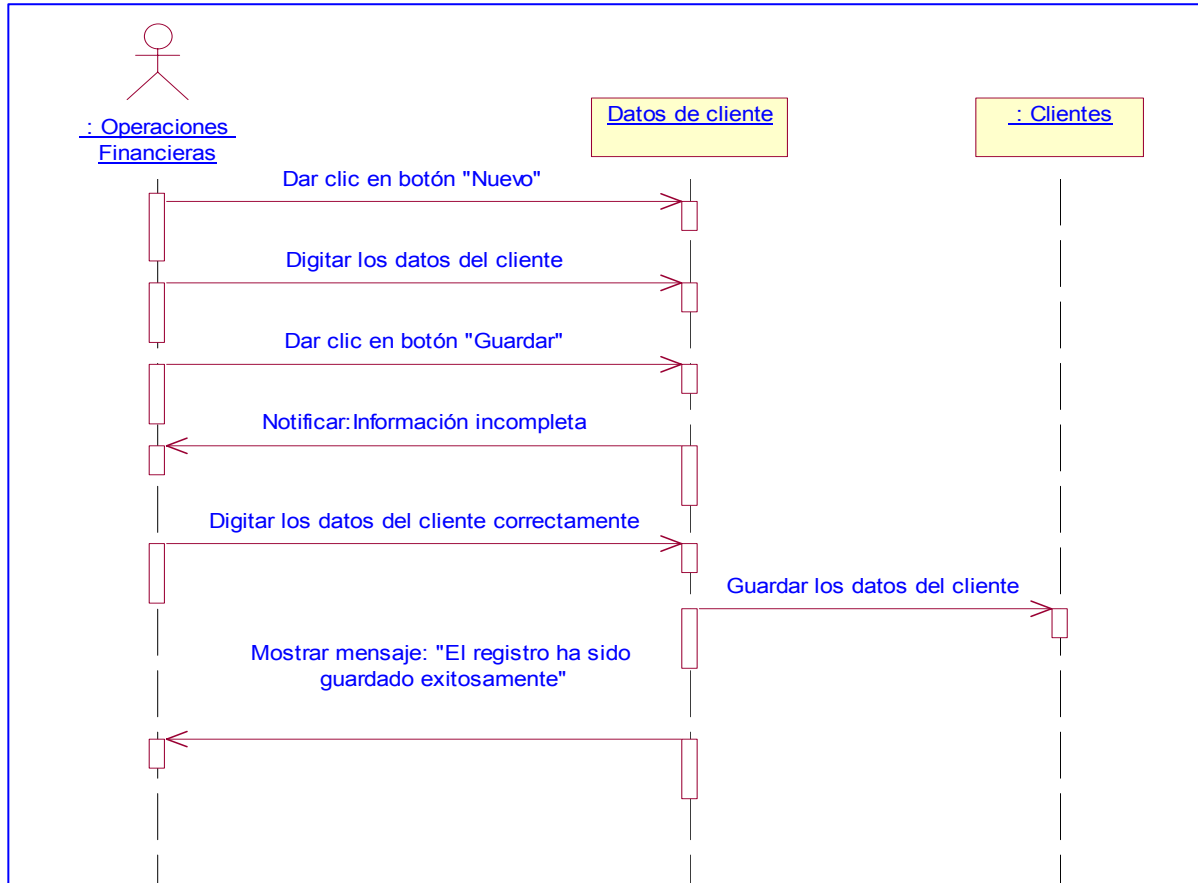 : Operaciones
Financieras
Datos de cliente
: Clientes
Dar clic en botón "Nuevo"
Digitar los datos del cliente
Dar clic en botón "Guardar"
Notificar:Información incompleta
Digitar los datos del cliente correctamente
Guardar los datos del cliente
Mostrar mensaje: "El registro ha sido
guardado exitosamente"